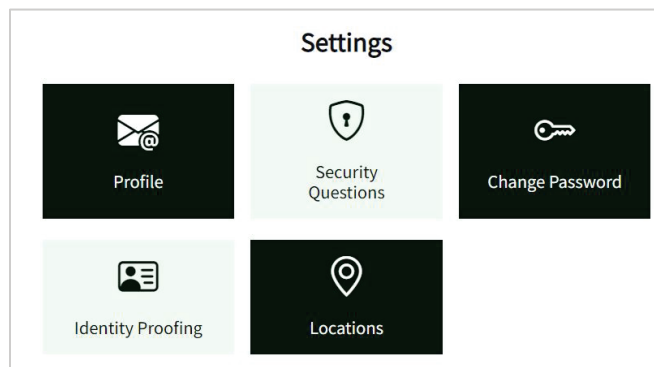 Settings
Profile
Security
Questions
Change Password
Identity Proofing
Locations